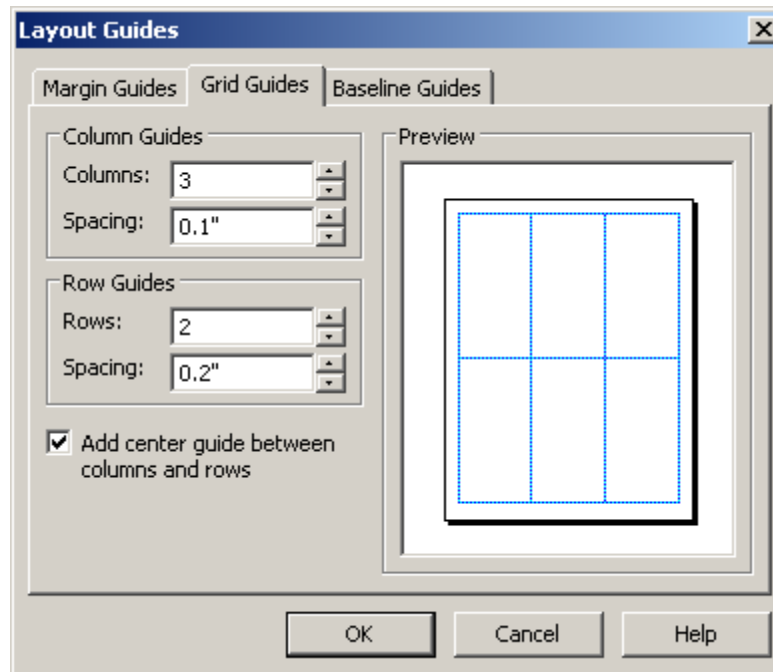 Layout Guides
Margin Guides
Grid Guides
Baseline Guides
Column Guides
Columns:
3
Spacing:
0.1"
Row Guides
Rows:
2
Spacing:
0.2"
Add center guide between
columns and rows
Preview
OK
Cancel
Help